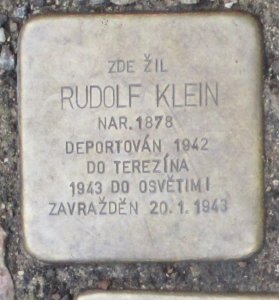 ZDE ŽIL
RUDOLF KLEIN
NAR. 1878
DEPORTOVÁN 1942
DO TEREZÍNA
1943 DO OSVĚTIMI
ZAVRAŽDĚN 20.1.1943